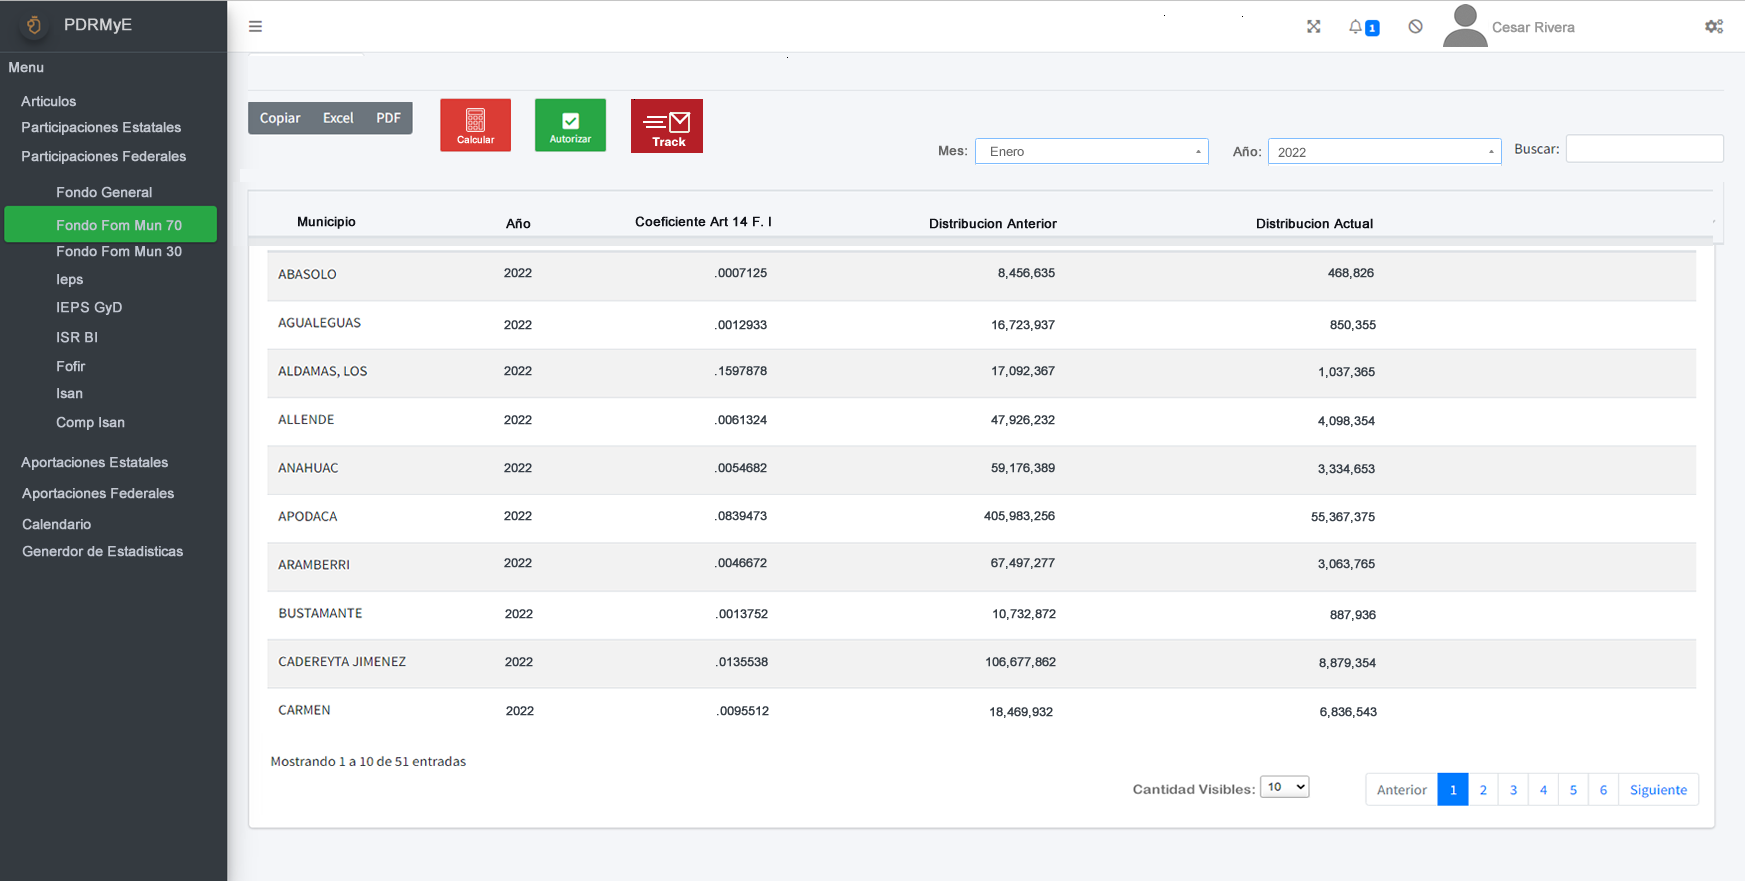 PDRMyE
Menu
Articulos
Participaciones Estatales
Participaciones Federales
Fondo General
Fondo Fom Mun 70
Fondo Fom Mun 30
Ieps
IEPS GyD
ISR BI
Fofir
Isan
Comp Isan
Aportaciones Estatales
Aportaciones Federales
Calendario
Generdor de Estadisticas
1
Cesar Rivera
Copiar Excel PDF
Calcular
Autorizar
Track
Mes: Enero Año: 2022 Buscar:
Municipio Año Coeficiente Art 14 F. I Distribucion Anterior Distribucion Actual
ABASOLO 2022 .0007125 8,456,635 468,826
AGUALEGUAS 2022 .0012933 16,723,937 850,355
ALDAMAS, LOS 2022 .1597878 17,092,367 1,037,365
ALLENDE 2022 .0061324 47,926,232 4,098,354
ANAHUAC 2022 .0054682 59,176,389 3,334,653
APODACA 2022 .0839473 405,983,256 55,367,375
ARAMBERRI 2022 .0046672 67,497,277 3,063,765
BUSTAMANTE 2022 .0013752 10,732,872 887,936
CADEREYTA JIMENEZ 2022 .0135538 106,677,862 8,879,354
CARMEN 2022 .0095512 18,469,932 6,836,543
Mostrando 1 a 10 de 51 entradas
Cantidad Visibles: 10
Anterior 1 2 3 4 5 6 Siguiente